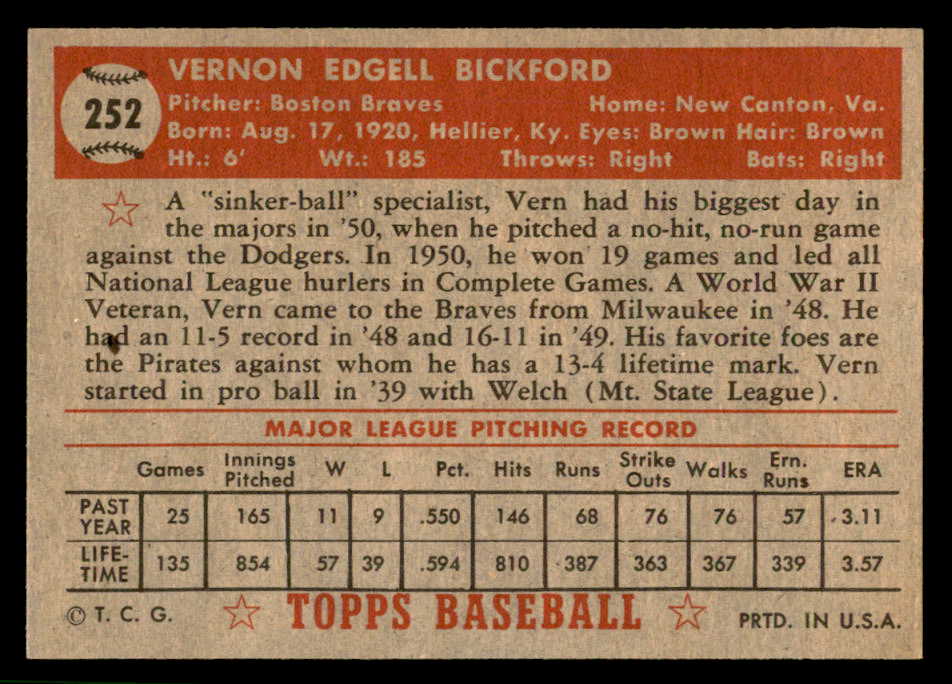 252
VERNON EDGELL BICKFORD
Pitcher: Boston Braves Home: New Canton, Va.
Born: Aug. 17, 1920, Hellier, Ky. Eyes: Brown Hair: Brown
Ht.: 6' Wt.: 185 Throws: Right Bats: Right
A "sinker-ball" specialist, Vern had his biggest day in
the majors in '50, when he pitched a no-hit, no-run game
against the Dodgers. In 1950, he won 19 games and led all
National League hurlers in Complete Games. A World War II
Veteran, Vern came to the Braves from Milwaukee in '48. He
had an 11-5 record in '48 and 16-11 in '49. His favorite foes are
the Pirates against whom he has a 13-4 lifetime mark. Vern
started in pro ball in '39 with Welch (Mt. State League).
MAJOR LEAGUE PITCHING RECORD
Games Innings Pitched W L Pct. Hits Runs Strike Outs Walks Ern. Runs ERA
PAST YEAR 25 165 11 9 .550 146 68 76 76 57 3.11
LIFE-TIME 135 854 57 39 .594 810 387 363 367 339 3.57
© T. C. G. TOPPS BASEBALL PRTD. IN U.S.A.